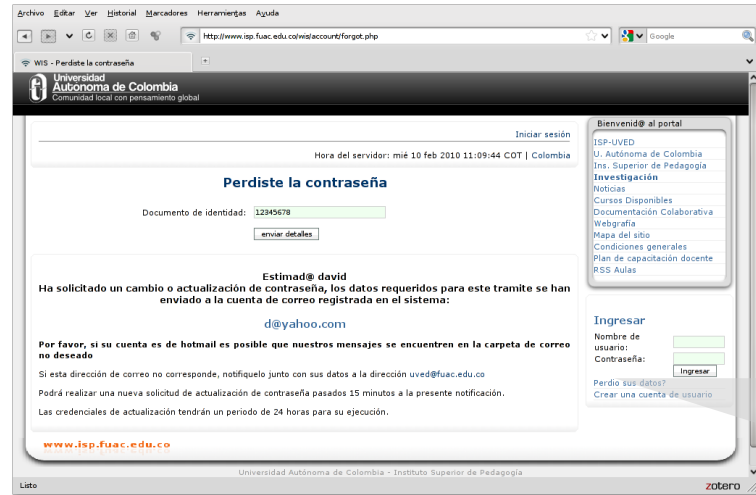 Archivo Editar Ver Historial Marcadores Herramientas Ayuda
http://www.isp.fuac.edu.co/wis/account/forgot.php
Google
WIS - Perdiste la contraseña
Universidad
Autónoma de Colombia
Comunidad local con pensamiento global
Iniciar sesión
Hora del servidor: mié 10 feb 2010 11:09:44 COT | Colombia
Perdiste la contraseña
Documento de identidad: 12345678
enviar detalles
Estimad@ david
Ha solicitado un cambio o actualización de contraseña, los datos requeridos para este tramite se han
enviado a la cuenta de correo registrada en el sistema:
d@yahoo.com
Por favor, si su cuenta es de hotmail es posible que nuestros mensajes se encuentren en la carpeta de correo
no deseado
Si esta dirección de correo no corresponde, notifiquelo junto con sus datos a la dirección uved@fuac.edu.co
Podrá realizar una nueva solicitud de actualización de contraseña pasados 15 minutos a la presente notificación.
Las credenciales de actualización tendrán un periodo de 24 horas para su ejecución.
www.isp.fuac.edu.co
Bienvenid@ al portal
ISP-UVED
U. Autónoma de Colombia
Ins. Superior de Pedagogía
Investigación
Noticias
Cursos Disponibles
Documentación Colaborativa
Webgrafía
Mapa del sitio
Condiciones generales
Plan de capacitación docente
RSS Aulas
Ingresar
Nombre de
usuario:
Contraseña:
Ingresar
Perdio sus datos?
Crear una cuenta de usuario
Universidad Autónoma de Colombia - Instituto Superior de Pedagogía
Listo
zotero